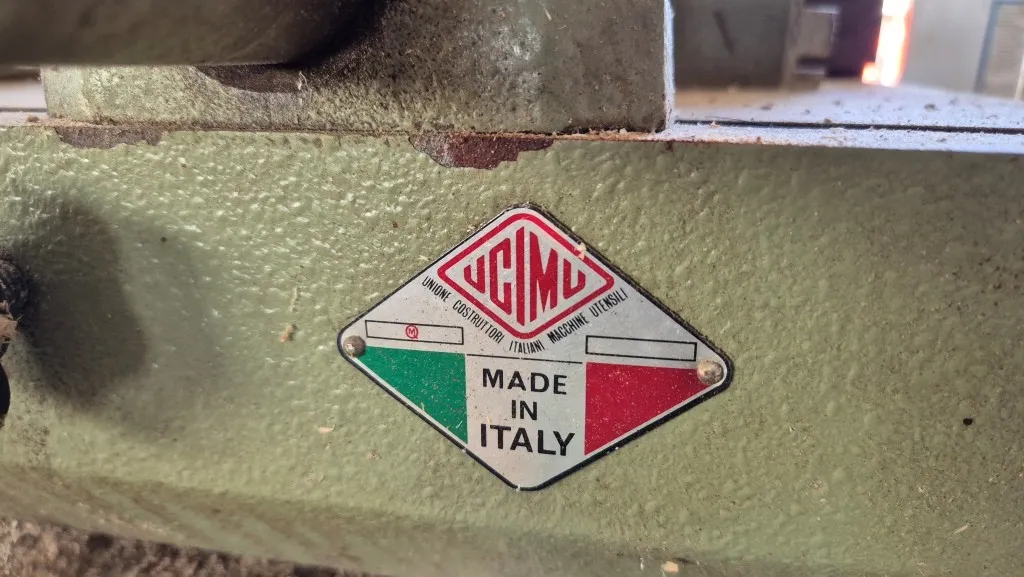 UCIMU
UNIONE COSTRUTTORI ITALIANI MACCHINE UTENSILI
M
MADE
IN
ITALY